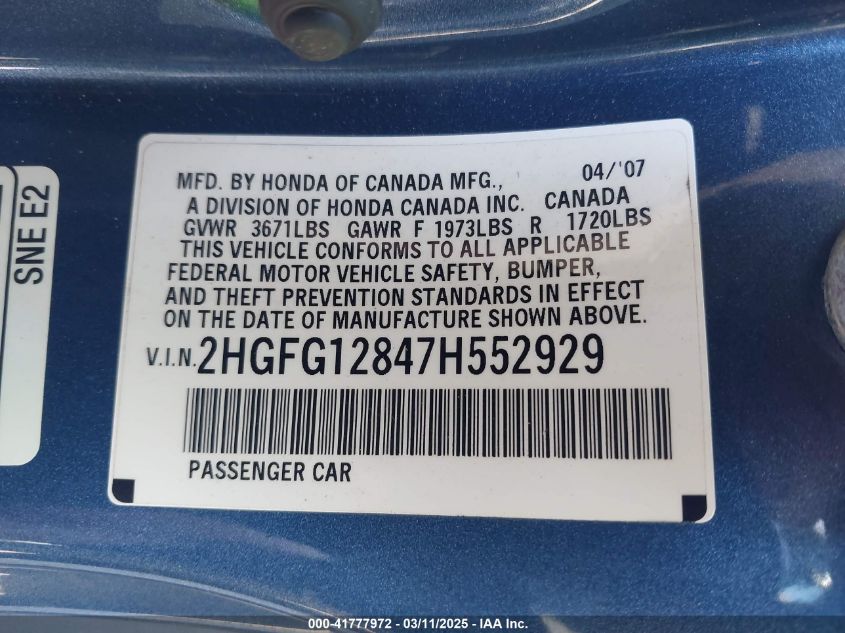 SNE E2
MFD. BY HONDA OF CANADA MFG., 04/'07
A DIVISION OF HONDA CANADA INC. CANADA
GVWR 3671LBS GAWR F 1973LBS R 1720LBS
THIS VEHICLE CONFORMS TO ALL APPLICABLE
FEDERAL MOTOR VEHICLE SAFETY, BUMPER,
AND THEFT PREVENTION STANDARDS IN EFFECT
ON THE DATE OF MANUFACTURE SHOWN ABOVE.
V.I.N. 2HGFG12847H552929
PASSENGER CAR
000-41777972 - 03/11/2025 - IAA Inc.